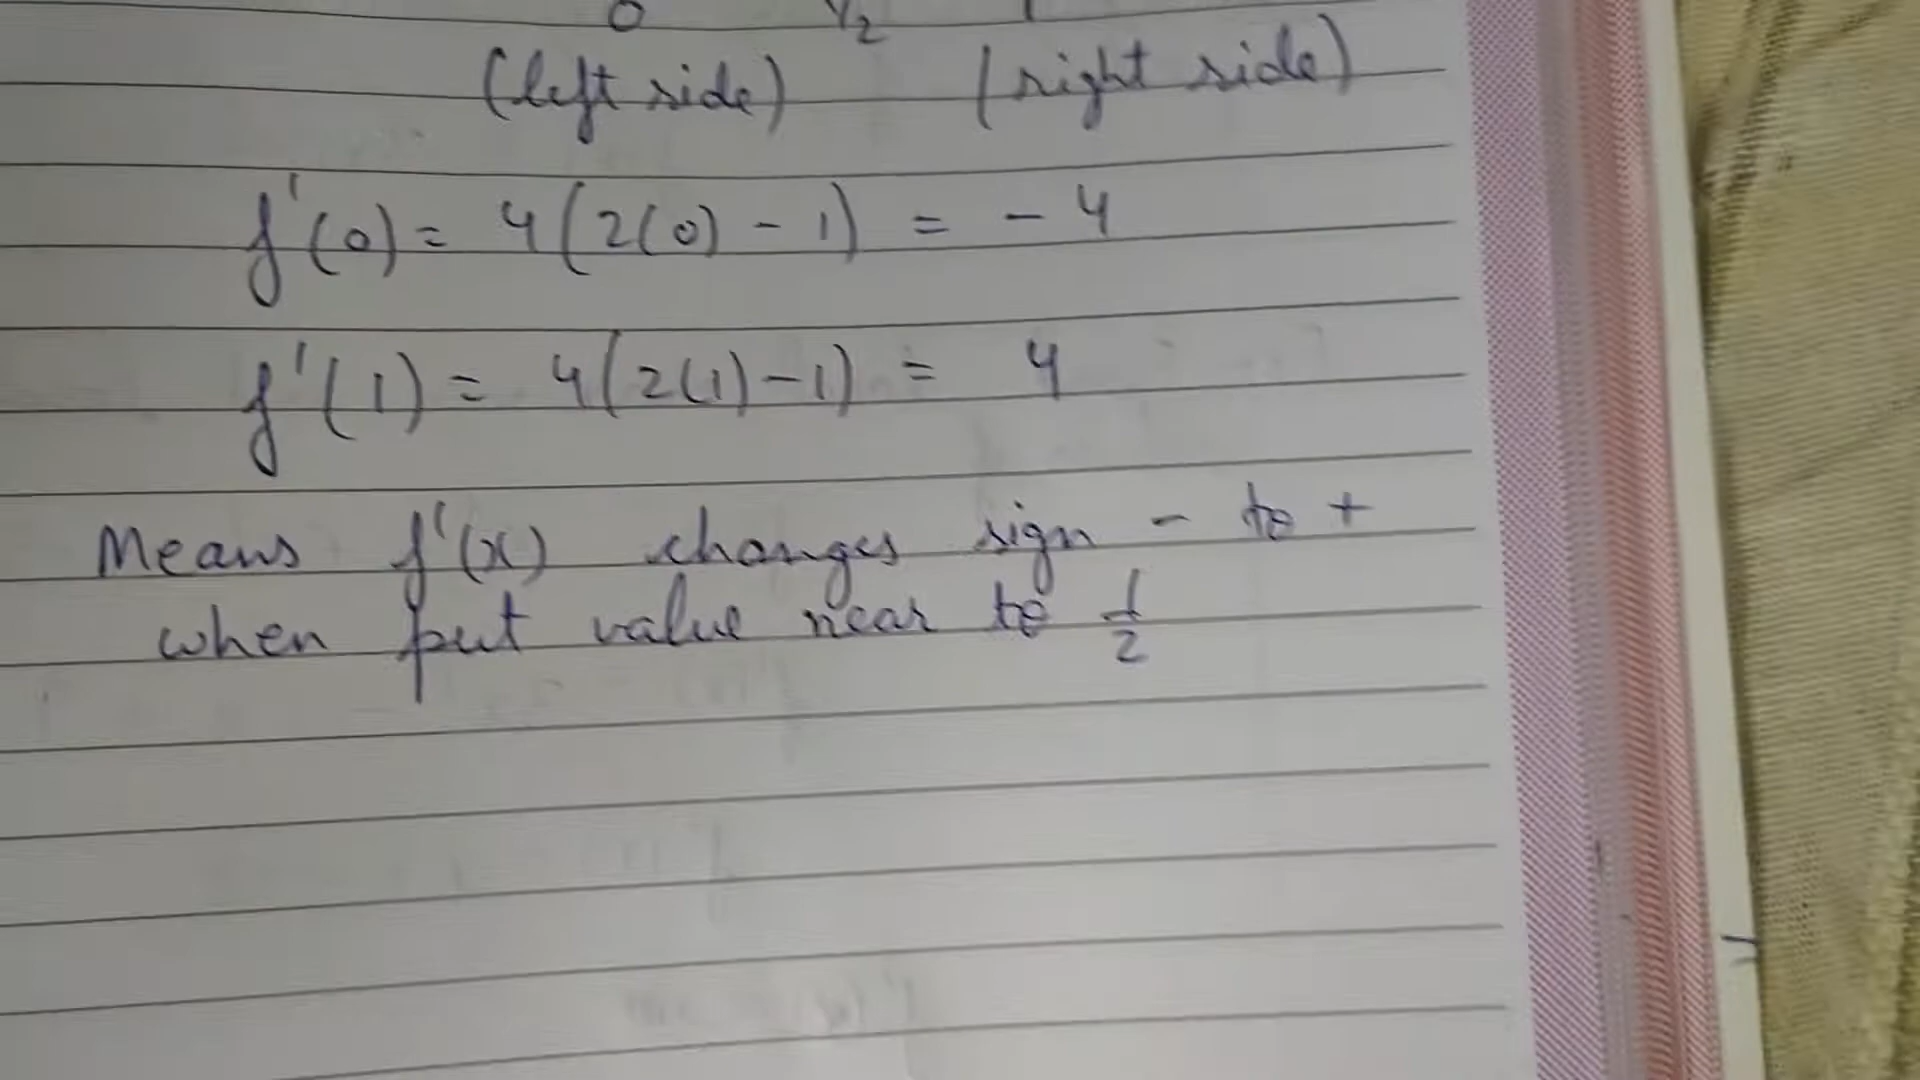 0 1/2 1
(left side) (right side)
f'(0) = 4(2(0) - 1) = - 4
f'(1) = 4(2(1) - 1) = 4
Means f'(x) changes sign - to +
when put value near to 1/2